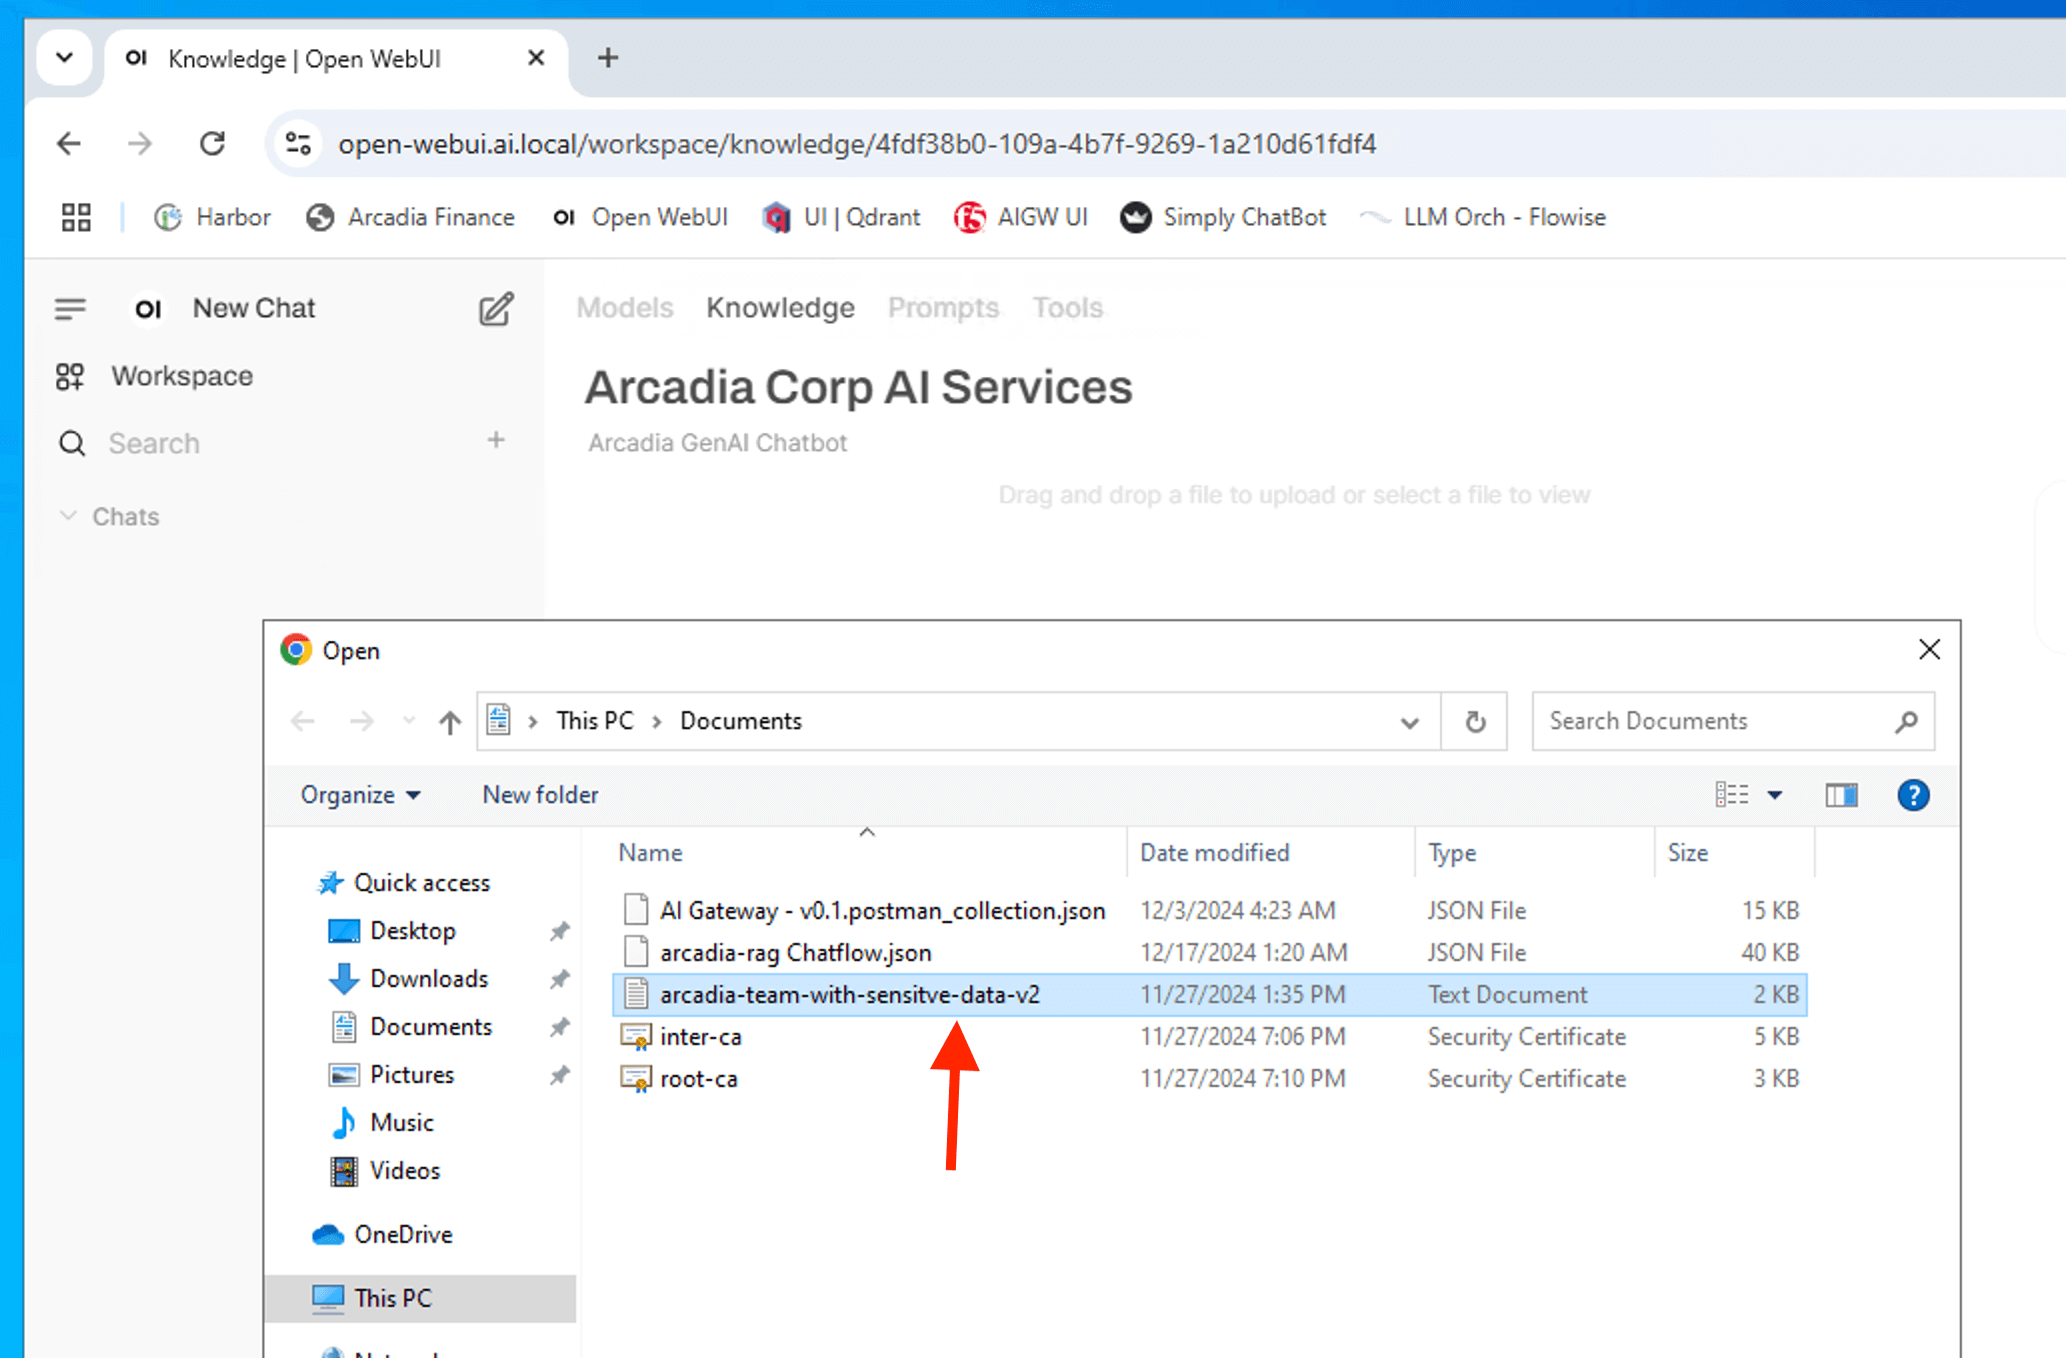 OI Knowledge | Open WebUI
open-webui.ai.local/workspace/knowledge/4fdf38b0-109a-4b7f-9269-1a210d61fdf4
Harbor Arcadia Finance OI Open WebUI UI | Qdrant AIGW UI Simply ChatBot LLM Orch - Flowise
OI New Chat
Workspace
Search
Chats
Models Knowledge Prompts Tools
Arcadia Corp AI Services
Arcadia GenAI Chatbot
Drag and drop a file to upload or select a file to view
Open
This PC Documents
Search Documents
Organize New folder
Quick access
Desktop
Downloads
Documents
Pictures
Music
Videos
OneDrive
This PC
Name Date modified Type Size
AI Gateway - v0.1.postman_collection.json 12/3/2024 4:23 AM JSON File 15 KB
arcadia-rag Chatflow.json 12/17/2024 1:20 AM JSON File 40 KB
arcadia-team-with-sensitve-data-v2 11/27/2024 1:35 PM Text Document 2 KB
inter-ca 11/27/2024 7:06 PM Security Certificate 5 KB
root-ca 11/27/2024 7:10 PM Security Certificate 3 KB